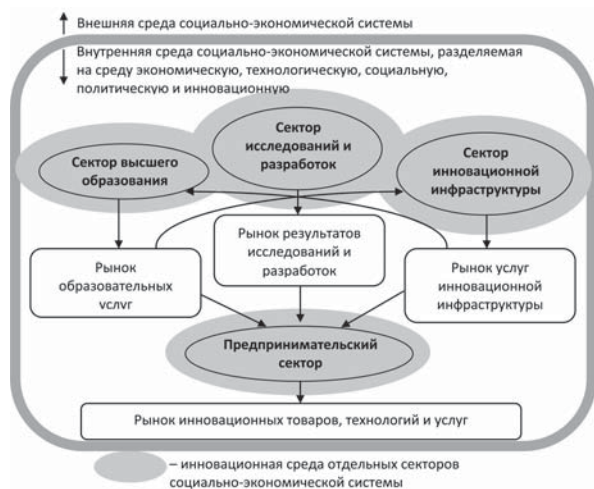 Внешняя среда социально-экономической системы
Внутренняя среда социально-экономической системы, разделяемая
на среду экономическую, технологическую, социальную,
политическую и инновационную
Сектор
исследований и
разработок
Сектор высшего
образования
Сектор
инновационной
инфраструктуры
Рынок результатов
исследований и
разработок
Рынок
образовательных
услуг
Рынок услуг
инновационной
инфраструктуры
Предпринимательский
сектор
Рынок инновационных товаров, технологий и услуг
– инновационная среда отдельных секторов
социально-экономической системы